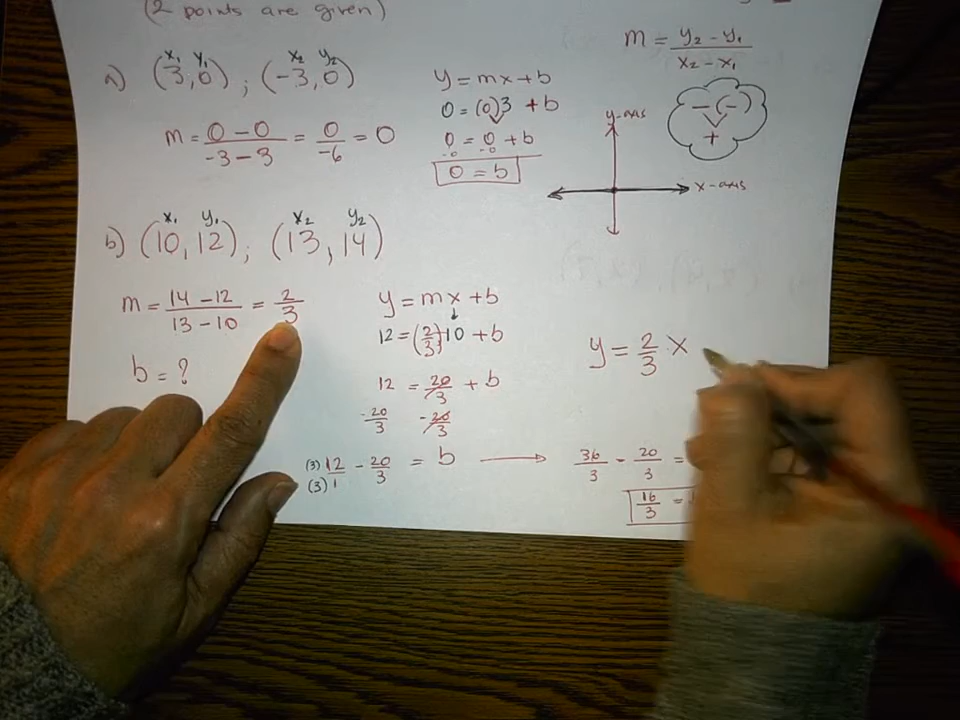 (2 points are given)
m = y₂ - y₁ / x₂ - x₁
x₁ y₁ x₂ y₂
a) (3,0) ; (-3,0)
m = 0 - 0 / -3 - 3 = 0 / -6 = 0
y = mx + b
0 = (0)3 + b
0 = 0 + b
-0 -0
0 = b
y-axis
x-axis
- (-)
+
x₁ y₁ x₂ y₂
b) (10,12) ; (13,14)
m = 14 - 12 / 13 - 10 = 2/3
b = ?
y = mx + b
12 = (2/3)10 + b
12 = 20/3 + b
-20/3 -20/3
(3) 12 / (3) 1 - 20/3 = b
36/3 - 20/3 =
16/3 =
y = 2/3 x